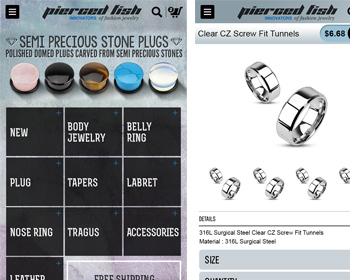 pierced fish
INNOVATORS of fashion jewelry
SEMI PRECIOUS STONE PLUGS
POLISHED DOMED PLUGS CARVED FROM SEMI PRECIOUS STONES
NEW
BODY JEWELRY
BELLY RING
PLUG
TAPERS
LABRET
NOSE RING
TRAGUS
ACCESSORIES
LEATHER
FREE SHIPPING
pierced fish
INNOVATORS of fashion jewelry
Clear CZ Screw Fit Tunnels
$6.68
DETAILS
316L Surgical Steel Clear CZ Screw Fit Tunnels
Material : 316L Surgical Steel
SIZE
QUANTITY